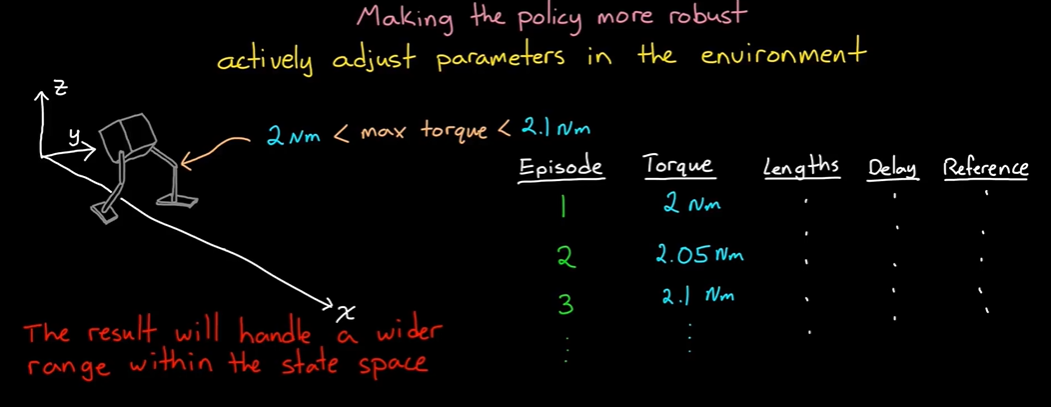 Making the policy more robust
actively adjust parameters in the environment
z
y
x
2 Nm < max torque < 2.1 Nm
Episode Torque Lengths Delay Reference
1 2 Nm
2 2.05 Nm
3 2.1 Nm
The result will handle a wider
range within the state space